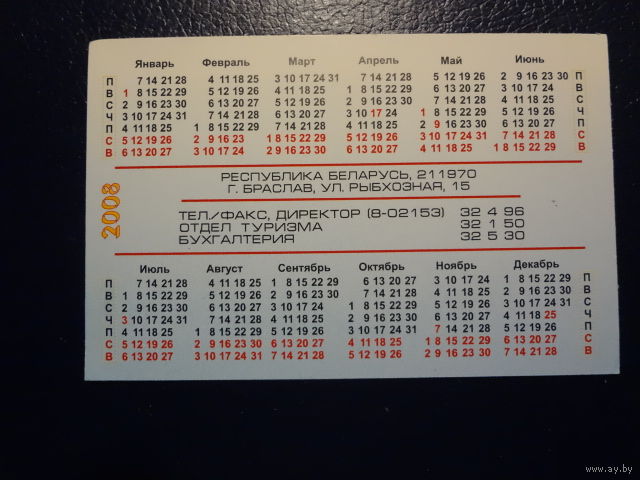 Январь Февраль Март Апрель Май Июнь
П 7 14 21 28 4 11 18 25 3 10 17 24 31 7 14 21 28 5 12 19 26 2 9 16 23 30 П
В 1 8 15 22 29 5 12 19 26 4 11 18 25 1 8 15 22 29 6 13 20 27 3 10 17 24 В
С 2 9 16 23 30 6 13 20 27 5 12 19 26 2 9 16 23 30 7 14 21 28 4 11 18 25 С
Ч 3 10 17 24 31 7 14 21 28 6 13 20 27 3 10 17 24 1 8 15 22 29 5 12 19 26 Ч
П 4 11 18 25 1 8 15 22 29 7 14 21 28 4 11 18 25 2 9 16 23 30 6 13 20 27 П
С 5 12 19 26 2 9 16 23 1 8 15 22 29 5 12 19 26 3 10 17 24 31 7 14 21 28 С
В 6 13 20 27 3 10 17 24 2 9 16 23 30 6 13 20 27 4 11 18 25 1 8 15 22 29 В
2008
РЕСПУБЛИКА БЕЛАРУСЬ, 211970
Г. БРАСЛАВ, УЛ. РЫБХОЗНАЯ, 15
ТЕЛ./ФАКС, ДИРЕКТОР (8-02153) 32 4 96
ОТДЕЛ ТУРИЗМА 32 1 50
БУХГАЛТЕРИЯ 32 5 30
Июль Август Сентябрь Октябрь Ноябрь Декабрь
П 7 14 21 28 4 11 18 25 1 8 15 22 29 6 13 20 27 3 10 17 24 1 8 15 22 29 П
В 1 8 15 22 29 5 12 19 26 2 9 16 23 30 7 14 21 28 4 11 18 25 2 9 16 23 30 В
С 2 9 16 23 30 6 13 20 27 3 10 17 24 1 8 15 22 29 5 12 19 26 3 10 17 24 31 С
Ч 3 10 17 24 31 7 14 21 28 4 11 18 25 2 9 16 23 30 6 13 20 27 4 11 18 25 Ч
П 4 11 18 25 1 8 15 22 29 5 12 19 26 3 10 17 24 31 7 14 21 28 5 12 19 26 П
С 5 12 19 26 2 9 16 23 30 6 13 20 27 4 11 18 25 1 8 15 22 29 6 13 20 27 С
В 6 13 20 27 3 10 17 24 31 7 14 21 28 5 12 19 26 2 9 16 23 30 7 14 21 28 В
www.ay.by